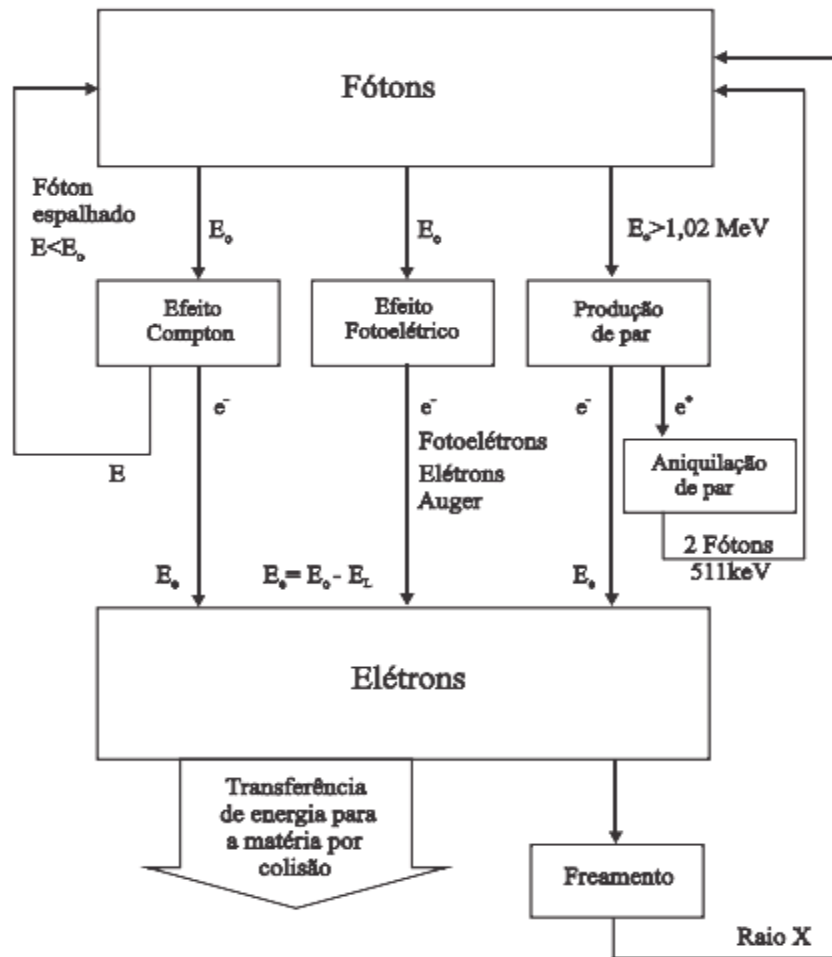 Fótons
Fóton
espalhado
E<E₀
E₀
E₀
E₀>1,02 MeV
Efeito
Compton
Efeito
Fotoelétrico
Produção
de par
e⁻
e⁻
e⁻
e⁺
Fotoelétrons
Elétrons
Auger
Aniquilação
de par
E
2 Fótons
511keV
Eₑ
Eₑ= E₀ - E_L
Eₑ
Elétrons
Transferência
de energia para
a matéria por
colisão
Freamento
Raio X